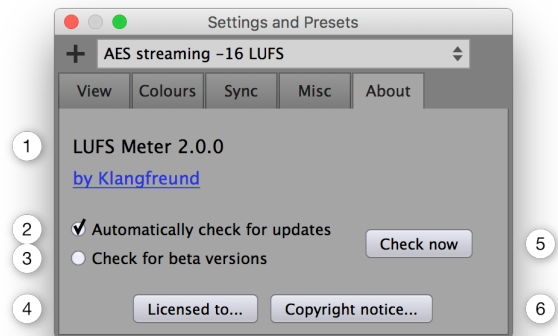 Settings and Presets
+ AES streaming -16 LUFS
View Colours Sync Misc About
1 LUFS Meter 2.0.0
by Klangfreund
2 Automatically check for updates
3 Check for beta versions
Check now 5
4 Licensed to... Copyright notice... 6